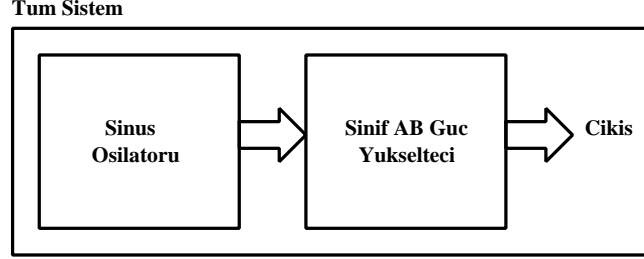 Tum Sistem
Sinus
Osilatoru
Sinif AB Guc
Yukselteci
Cikis